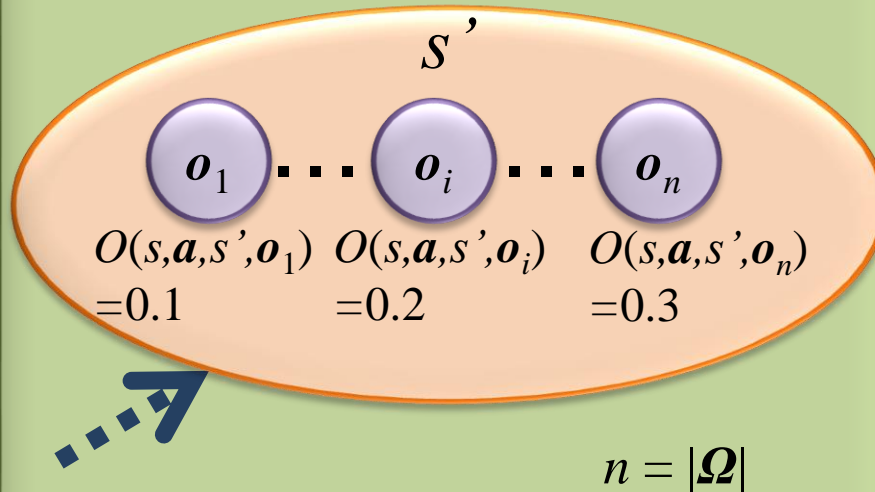 s’
o₁ ... oᵢ ... oₙ
O(s,a,s’,o₁) O(s,a,s’,oᵢ) O(s,a,s’,oₙ)
=0.1 =0.2 =0.3
n = |Ω|